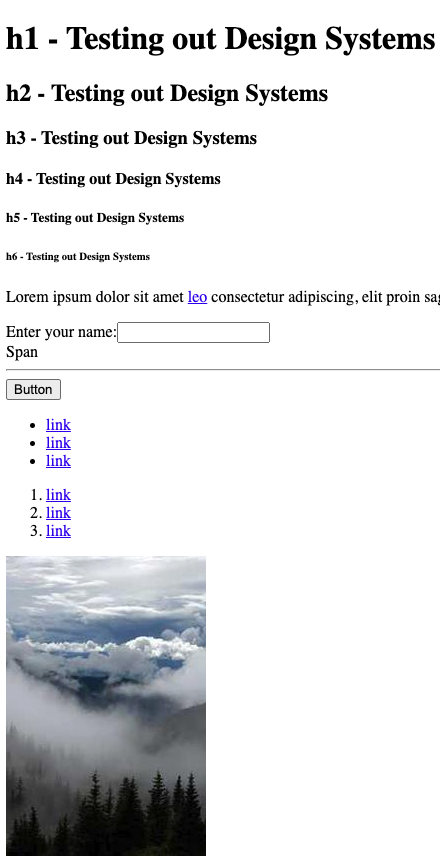 h1 - Testing out Design Systems
h2 - Testing out Design Systems
h3 - Testing out Design Systems
h4 - Testing out Design Systems
h5 - Testing out Design Systems
h6 - Testing out Design Systems
Lorem ipsum dolor sit amet leo consectetur adipiscing, elit proin
Enter your name:
Span
Button
• link
• link
• link
1. link
2. link
3. link